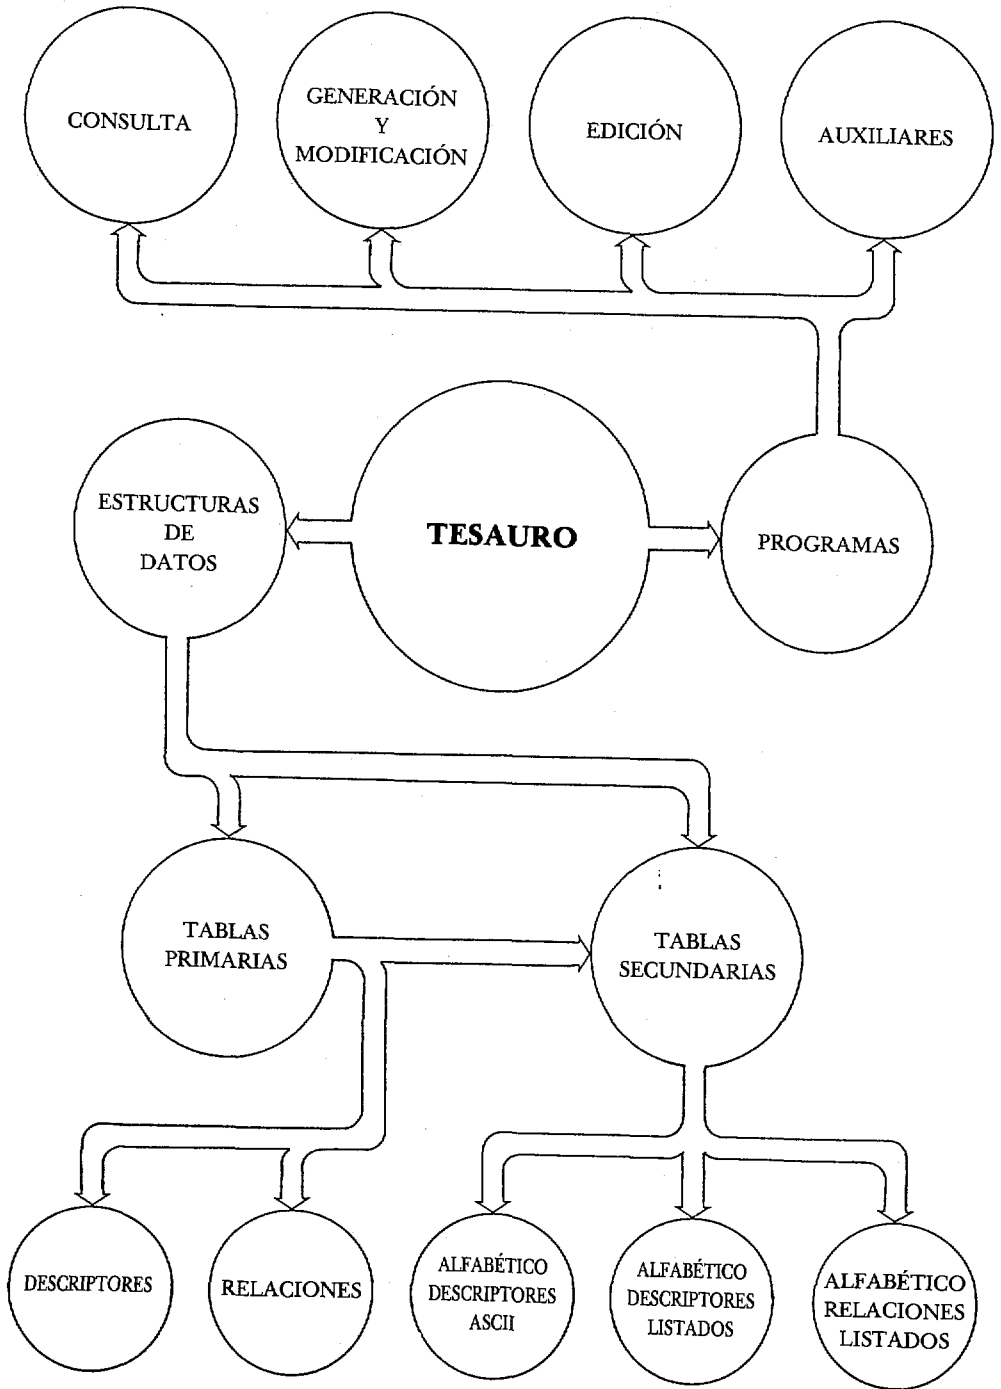 CONSULTA
GENERACIÓN
Y
MODIFICACIÓN
EDICIÓN
AUXILIARES
ESTRUCTURAS
DE
DATOS
TESAURO
PROGRAMAS
TABLAS
PRIMARIAS
TABLAS
SECUNDARIAS
DESCRIPTORES
RELACIONES
ALFABÉTICO
DESCRIPTORES
ASCII
ALFABÉTICO
DESCRIPTORES
LISTADOS
ALFABÉTICO
RELACIONES
LISTADOS